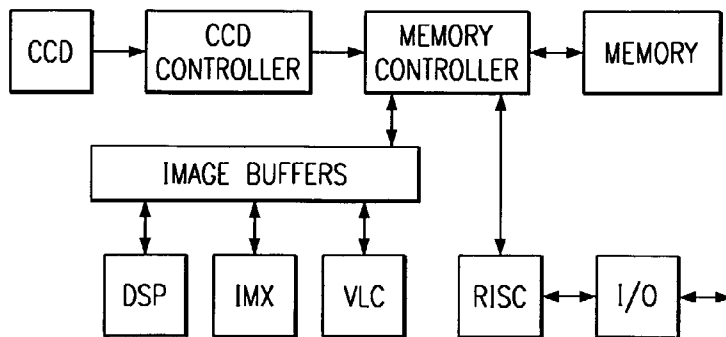 CCD
CCD
CONTROLLER
MEMORY
CONTROLLER
MEMORY
IMAGE BUFFERS
DSP
IMX
VLC
RISC
I/O